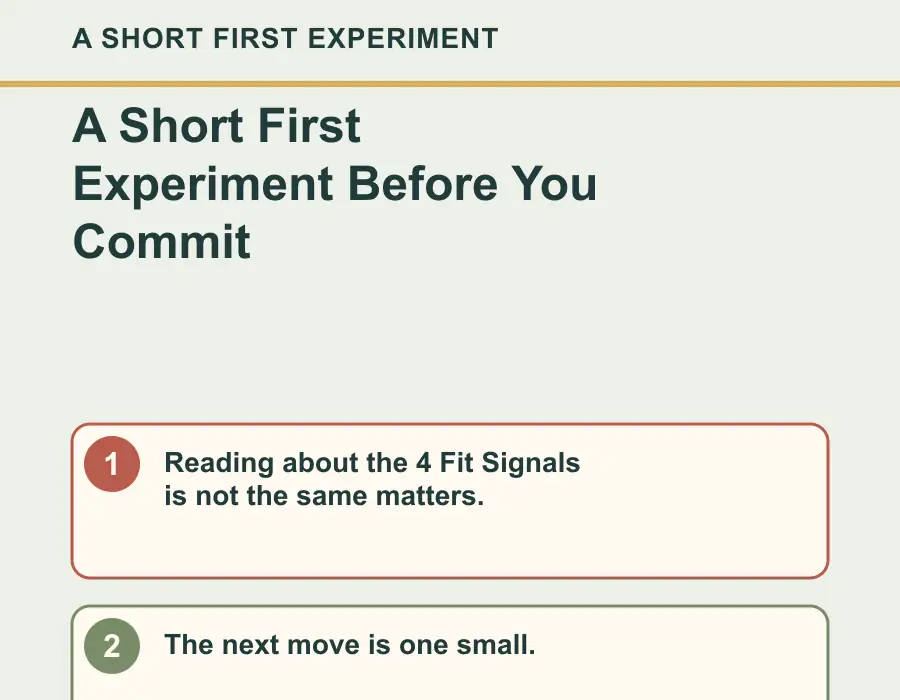 A SHORT FIRST EXPERIMENT
A Short First
Experiment Before You
Commit
1
Reading about the 4 Fit Signals
is not the same matters.
2
The next move is one small.